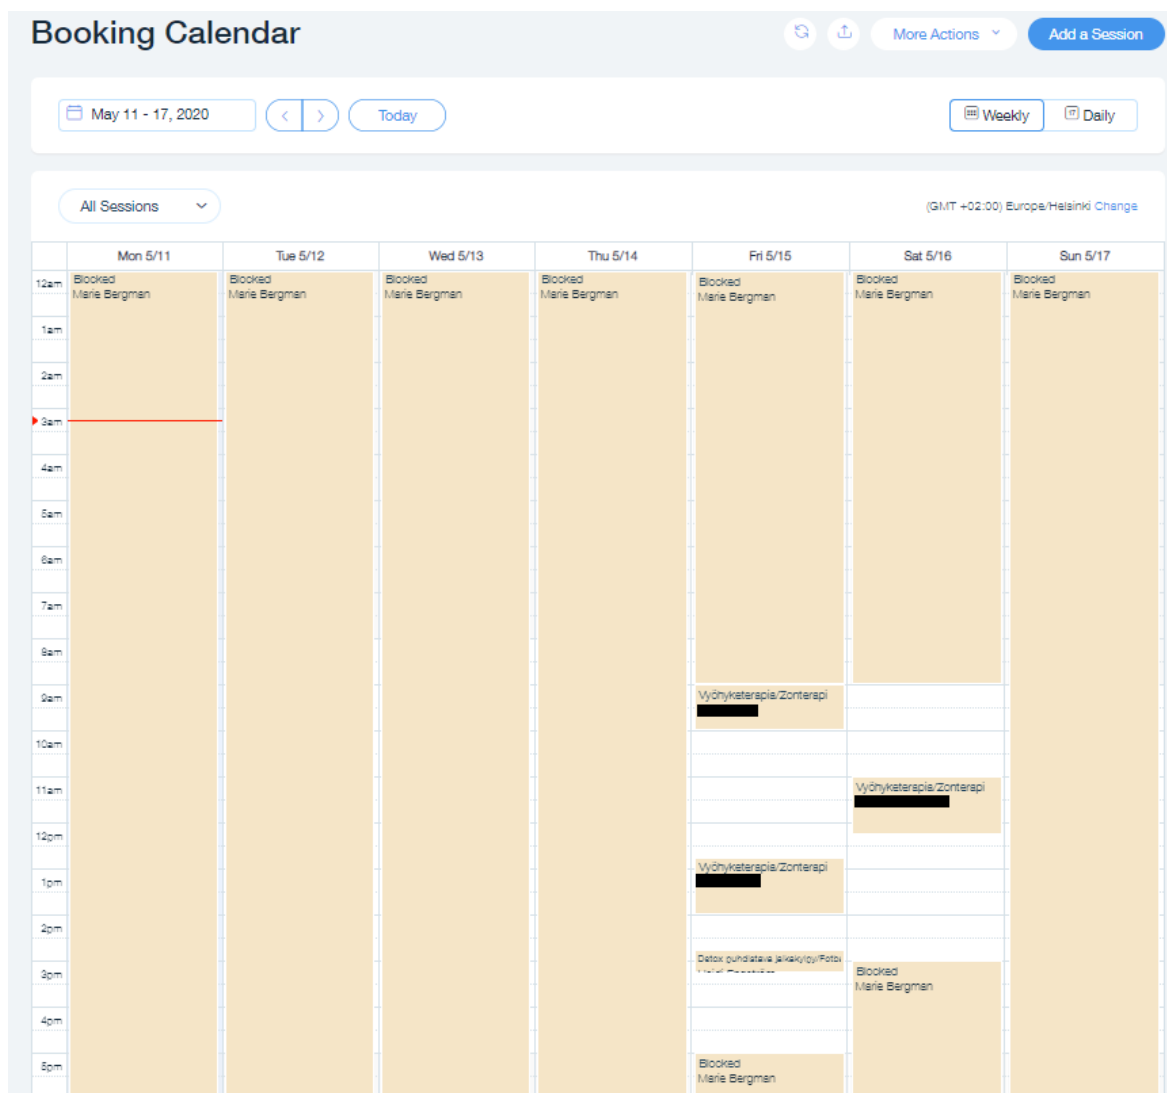 Booking Calendar
More Actions
Add a Session
May 11 - 17, 2020
Today
Weekly
Daily
All Sessions
(GMT +02:00) Europe/Helsinki Change
Mon 5/11 Tue 5/12 Wed 5/13 Thu 5/14 Fri 5/15 Sat 5/16 Sun 5/17
12am
Blocked
Marie Bergman
Blocked
Marie Bergman
Blocked
Marie Bergman
Blocked
Marie Bergman
Blocked
Marie Bergman
Blocked
Marie Bergman
Blocked
Marie Bergman
1am
2am
3am
4am
5am
6am
7am
8am
9am
Vyöhyketerapia/Zonterapi
10am
11am
Vyöhyketerapia/Zonterapi
12pm
Vyöhyketerapia/Zonterapi
1pm
2pm
Detox puhdistava jalkakylpy/Fotba
3pm
Blocked
Marie Bergman
4pm
5pm
Blocked
Marie Bergman